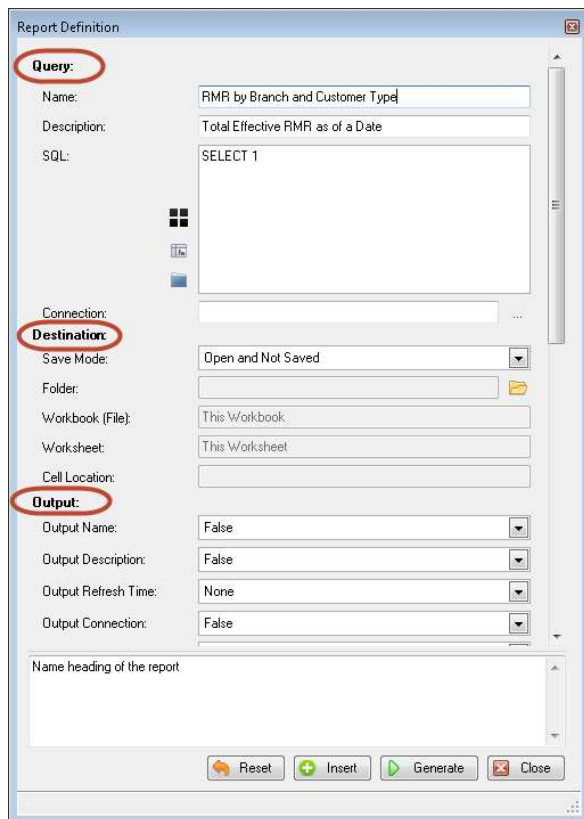 Report Definition
Query:
Name: RMR by Branch and Customer Type
Description: Total Effective RMR as of a Date
SQL: SELECT 1
Connection: ...
Destination:
Save Mode: Open and Not Saved
Folder:
Workbook (File): This Workbook
Worksheet: This Worksheet
Cell Location:
Output:
Output Name: False
Output Description: False
Output Refresh Time: None
Output Connection: False
Name heading of the report
Reset Insert Generate Close